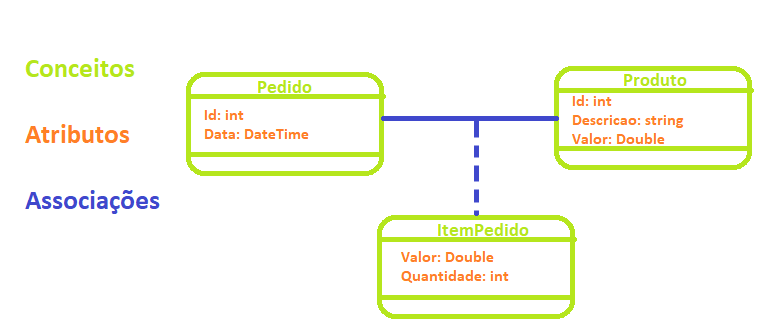 Conceitos
Atributos
Associações
Pedido
Id: int
Data: DateTime
Produto
Id: int
Descricao: string
Valor: Double
ItemPedido
Valor: Double
Quantidade: int